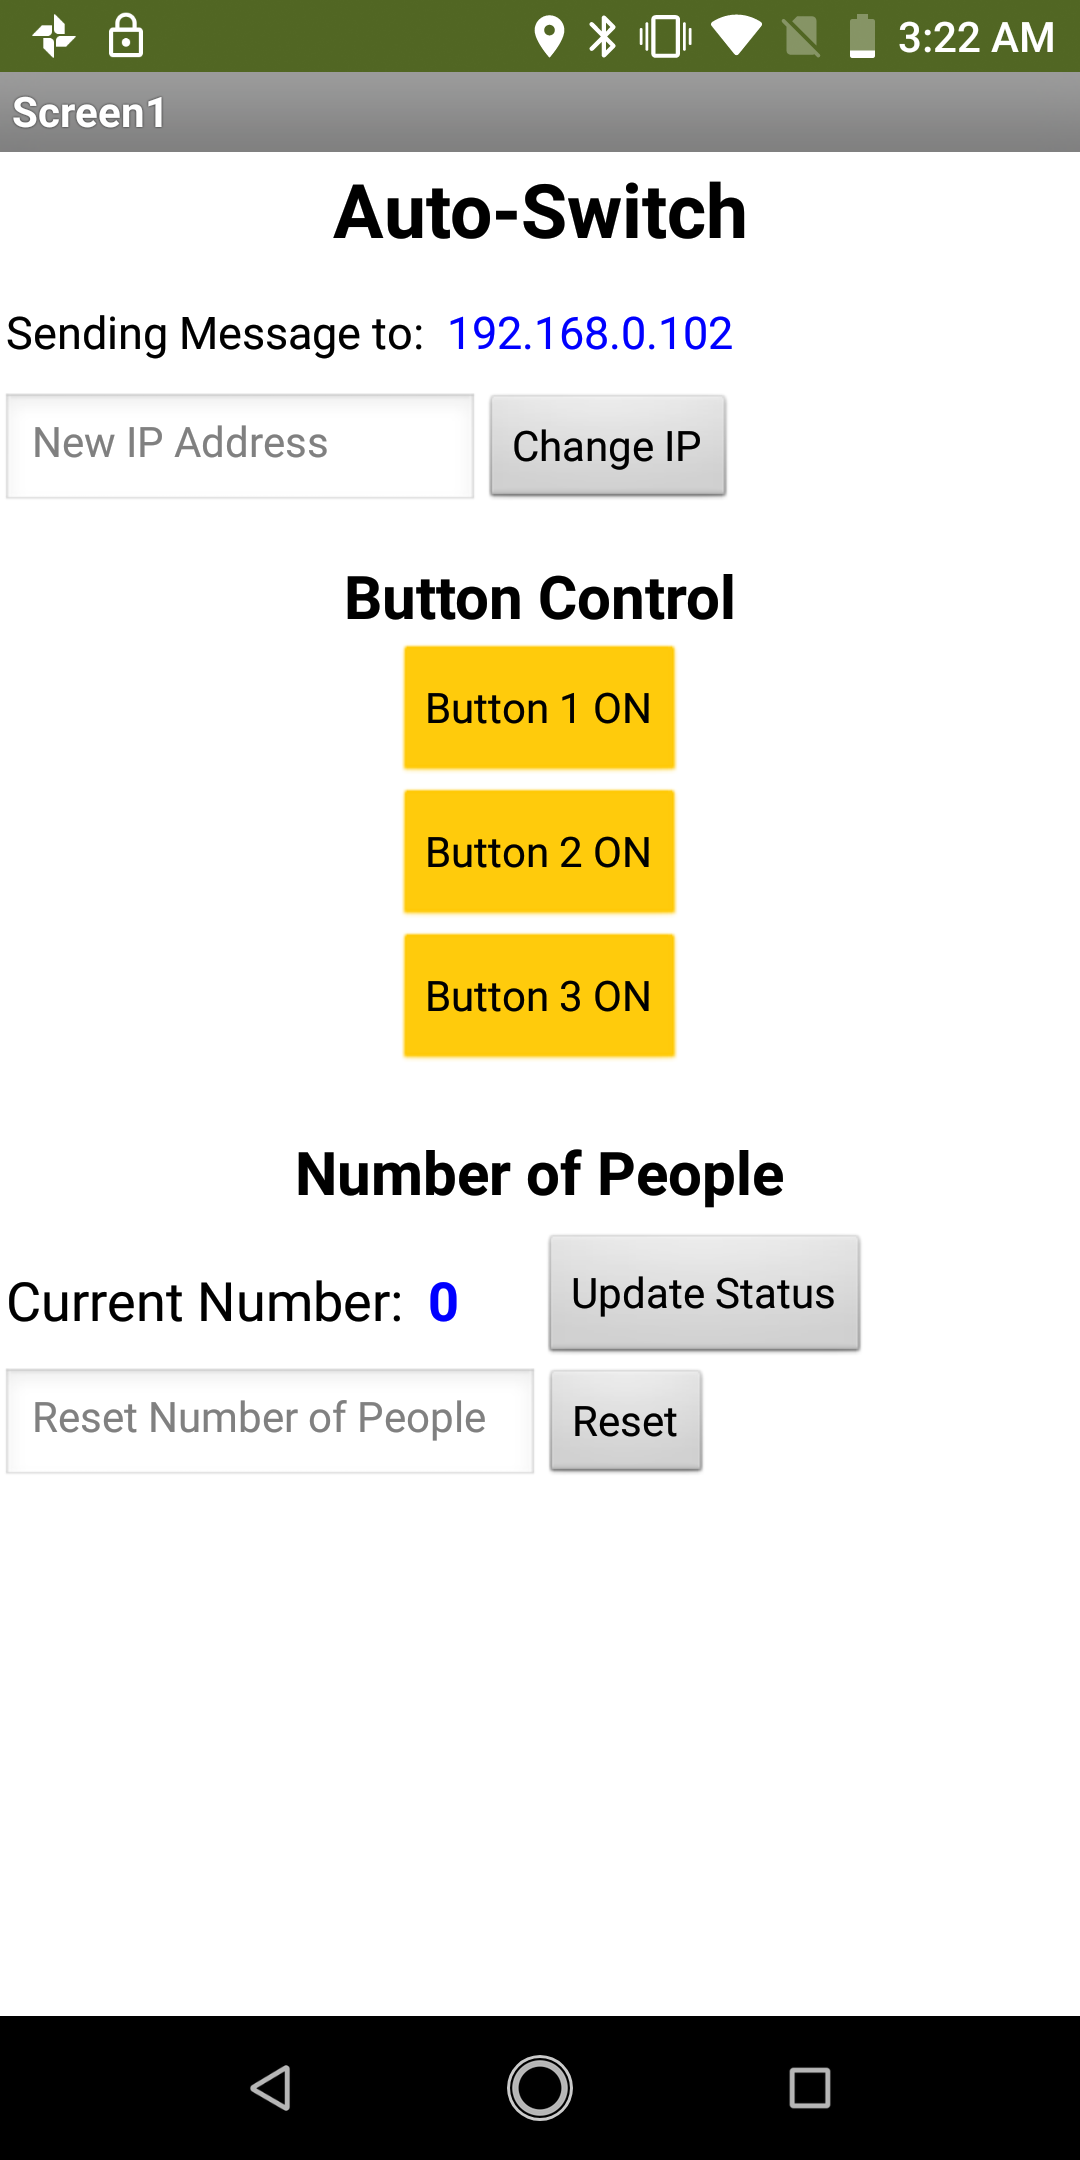 3:22 AM
Screen1
Auto-Switch
Sending Message to: 192.168.0.102
New IP Address Change IP
Button Control
Button 1 ON
Button 2 ON
Button 3 ON
Number of People
Current Number: 0 Update Status
Reset Number of People Reset